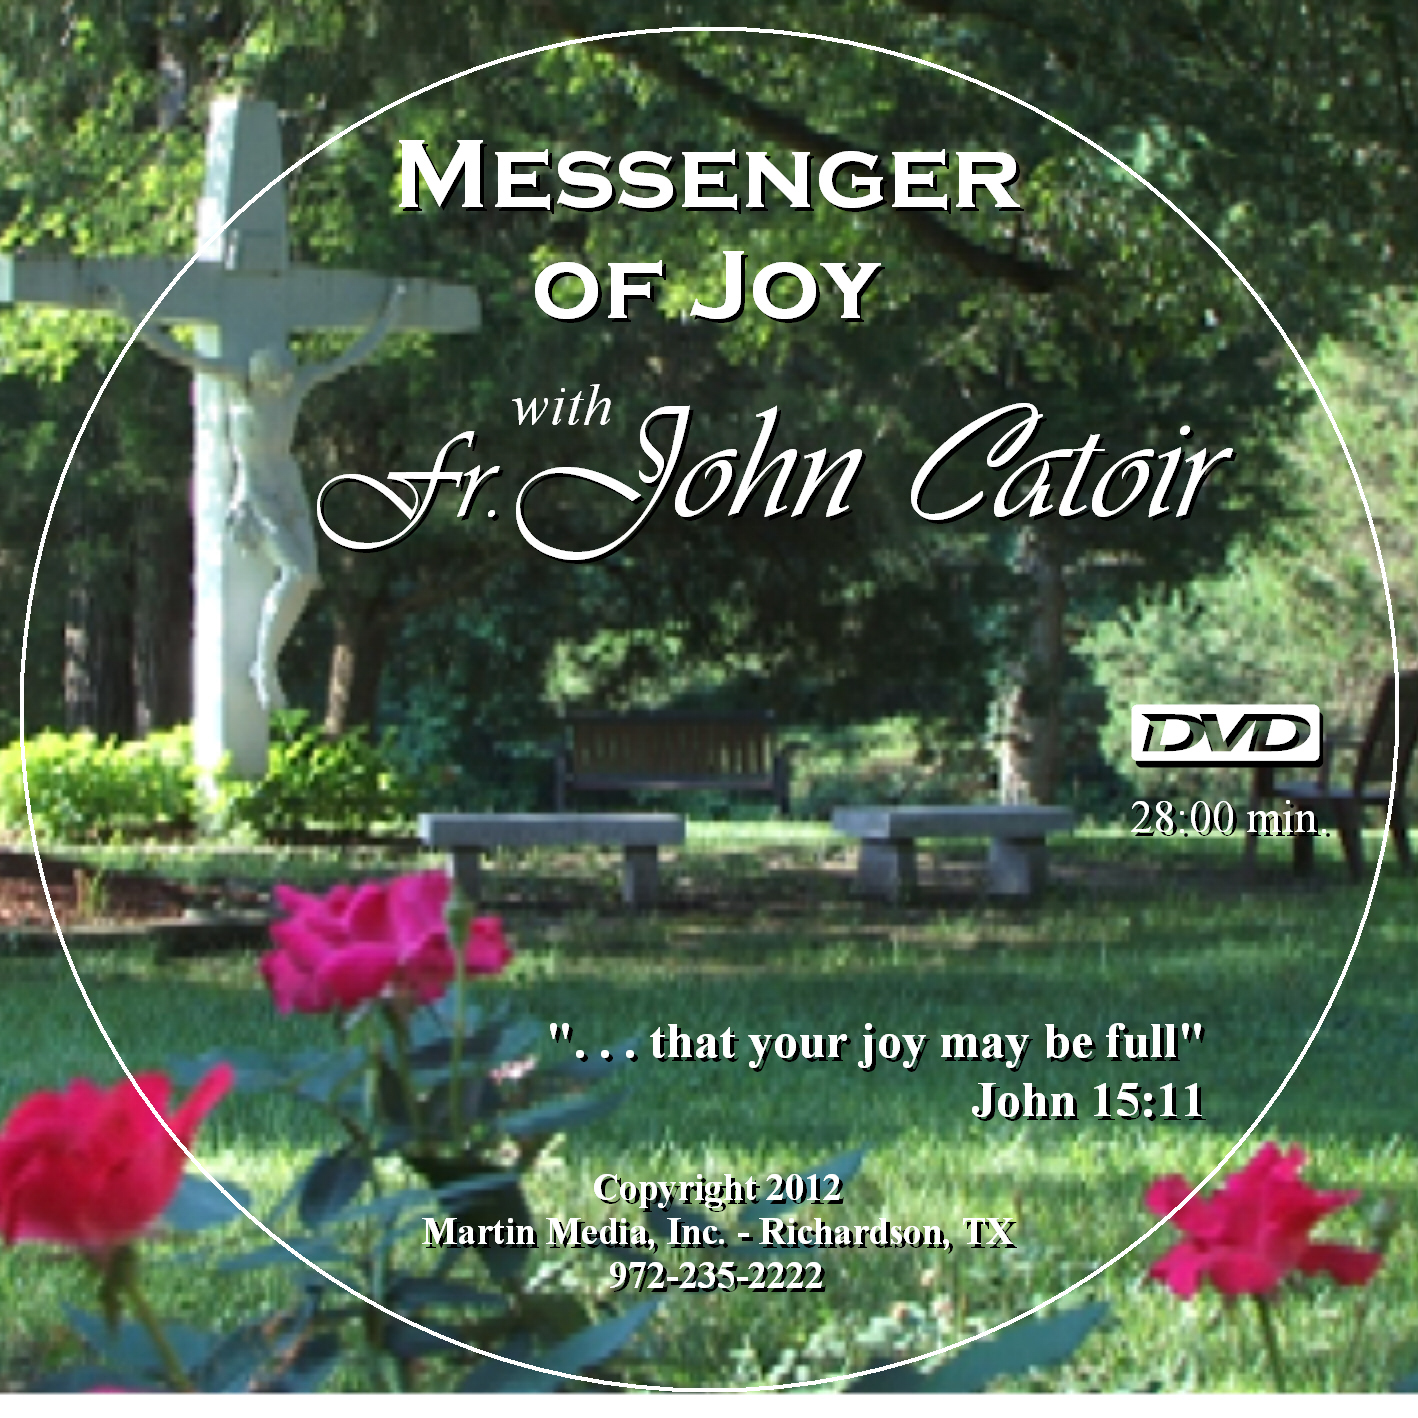 MESSENGER
OF JOY
with
Fr. John Catoir
DVD
28:00 min.
". . . that your joy may be full"
John 15:11
Copyright 2012
Martin Media, Inc. - Richardson, TX
972-235-2222